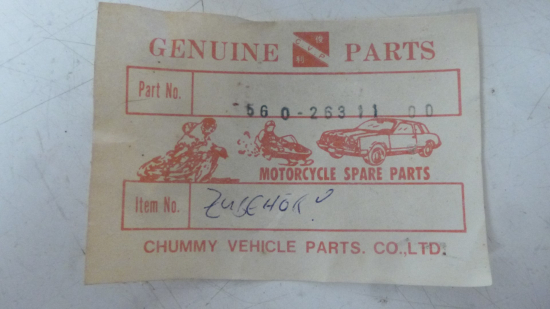 GENUINE PARTS
Part No.
560-26311 00
MOTORCYCLE SPARE PARTS
Item No. ZUBEHÖR
CHUMMY VEHICLE PARTS. CO.,LTD.